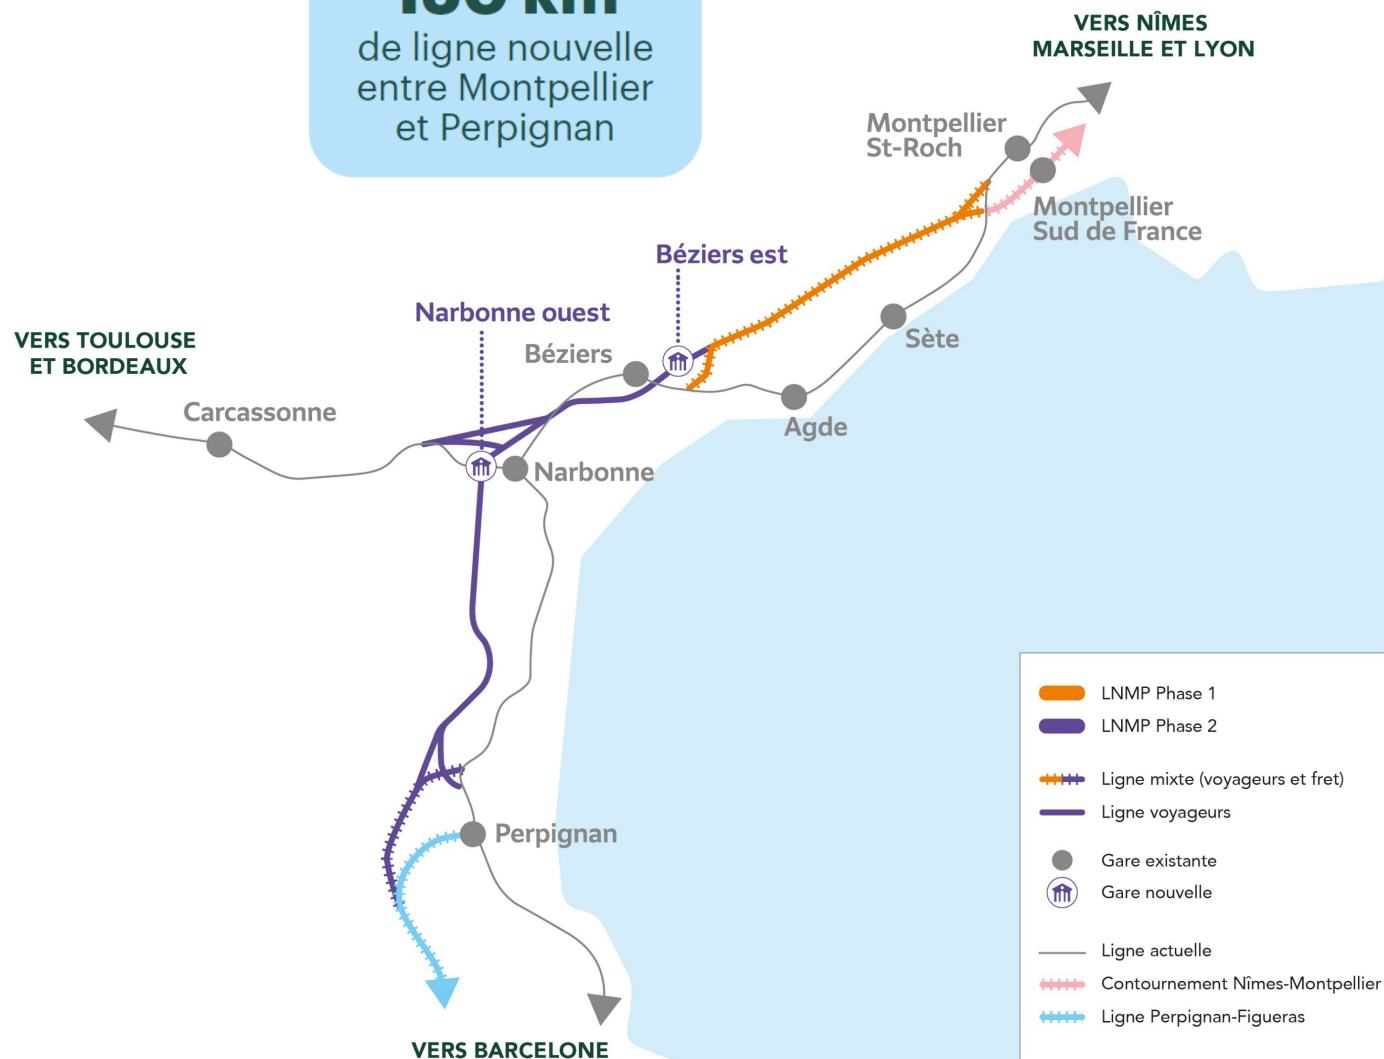 de ligne nouvelle
entre Montpellier
et Perpignan
VERS NÎMES
MARSEILLE ET LYON
Montpellier
St-Roch
Montpellier
Sud de France
Béziers est
Narbonne ouest
VERS TOULOUSE
ET BORDEAUX
Béziers
Sète
Carcassonne
Agde
Narbonne
Perpignan
VERS BARCELONE
LNMP Phase 1
LNMP Phase 2
Ligne mixte (voyageurs et fret)
Ligne voyageurs
Gare existante
Gare nouvelle
Ligne actuelle
Contournement Nîmes-Montpellier
Ligne Perpignan-Figueras